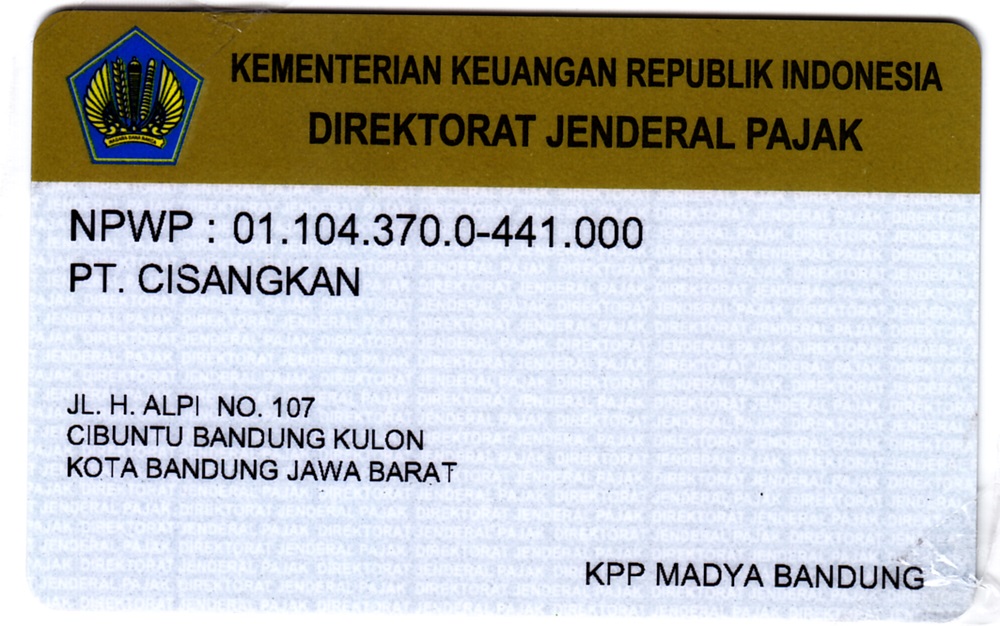 KEMENTERIAN KEUANGAN REPUBLIK INDONESIA
DIREKTORAT JENDERAL PAJAK
NPWP : 01.104.370.0-441.000
PT. CISANGKAN
JL. H. ALPI NO. 107
CIBUNTU BANDUNG KULON
KOTA BANDUNG JAWA BARAT
KPP MADYA BANDUNG